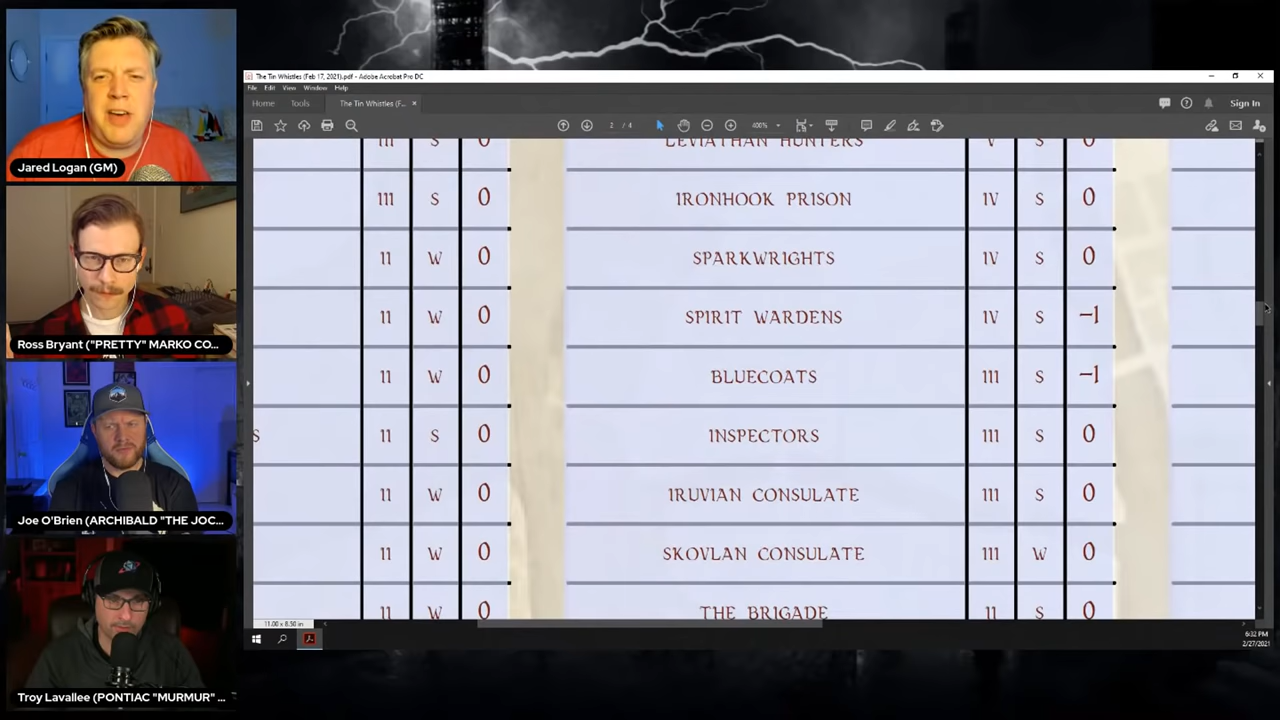 Jared Logan (GM)
Ross Bryant ("PRETTY" MARKO CO...
Joe O'Brien (ARCHIBALD "THE JOC...
Troy Lavallee (PONTIAC "MURMUR" ...
The Tin Whistles (Feb 17, 2021).pdf - Adobe Acrobat Pro DC
File Edit View Window Help
Home Tools The Tin Whistles (F... × Sign In
2 / 4 400%
III S 0 LEVIATHAN HUNTERS V S 0
III S 0 IRONHOOK PRISON IV S 0
II W 0 SPARKWRIGHTS IV S 0
II W 0 SPIRIT WARDENS IV S -1
II W 0 BLUECOATS III S -1
S II S 0 INSPECTORS III S 0
II W 0 IRUVIAN CONSULATE III S 0
II W 0 SKOVLAN CONSULATE III W 0
II W 0 THE BRIGADE II S 0
11.00 x 8.50 in
6:32 PM
2/27/2021